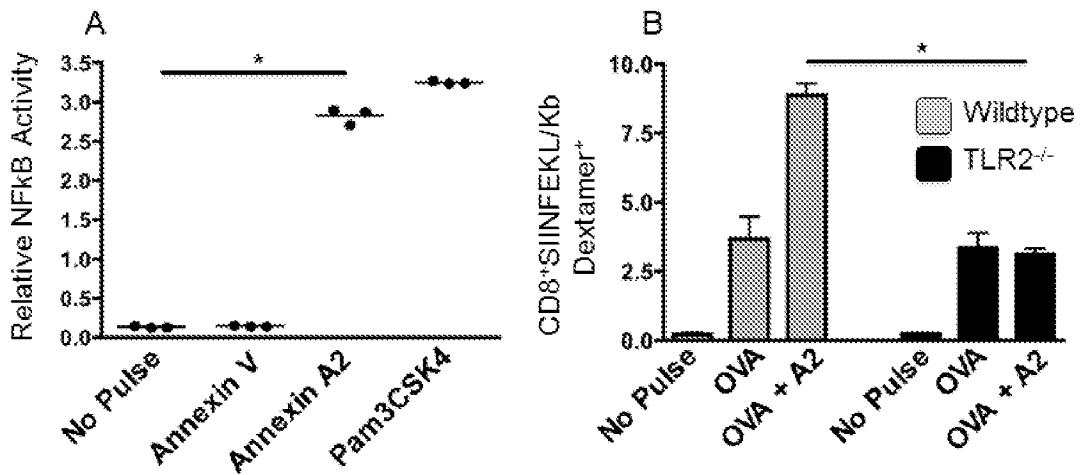 A
Relative NFkB Activity
3.5
3.0
2.5
2.0
1.5
1.0
0.5
0.0
*
No Pulse
Annexin V
Annexin A2
Pam3CSK4
B
CD8⁺SIINFEKL/Kb
Dextamer⁺
10.0
7.5
5.0
2.5
0.0
*
Wildtype
TLR2⁻/⁻
No Pulse
OVA
OVA + A2
No Pulse
OVA
OVA + A2